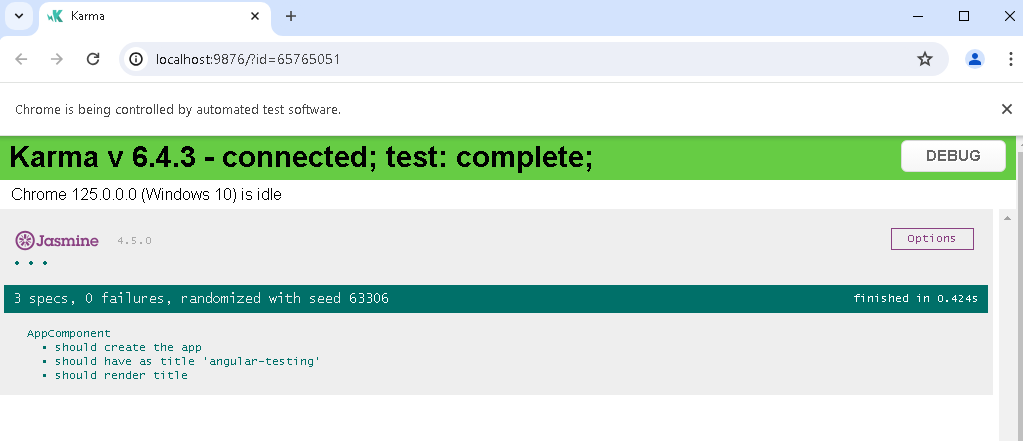 Karma
localhost:9876/?id=65765051
Chrome is being controlled by automated test software.
Karma v 6.4.3 - connected; test: complete;
DEBUG
Chrome 125.0.0.0 (Windows 10) is idle
Jasmine 4.5.0
Options
• • •
3 specs, 0 failures, randomized with seed 63306
finished in 0.424s
AppComponent
• should create the app
• should have as title 'angular-testing'
• should render title